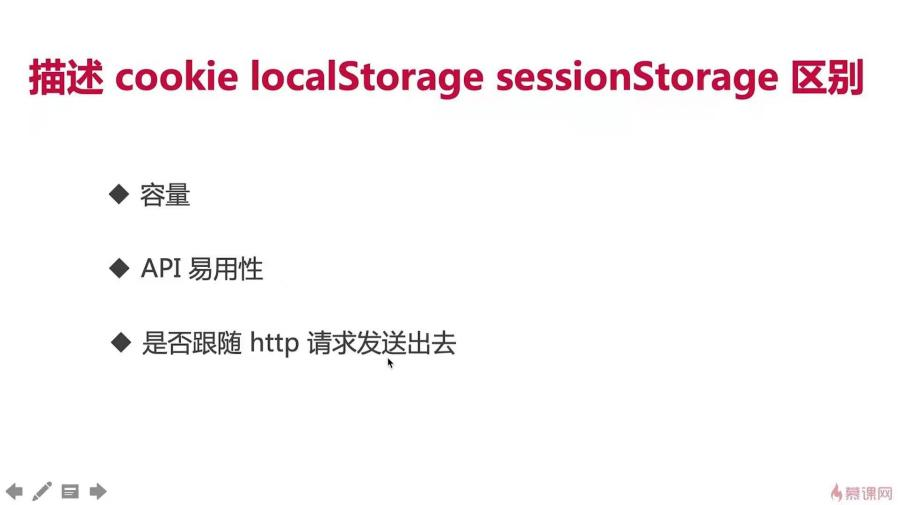 描述 cookie localStorage sessionStorage 区别
◆ 容量
◆ API 易用性
◆ 是否跟随 http 请求发送出去
慕课网